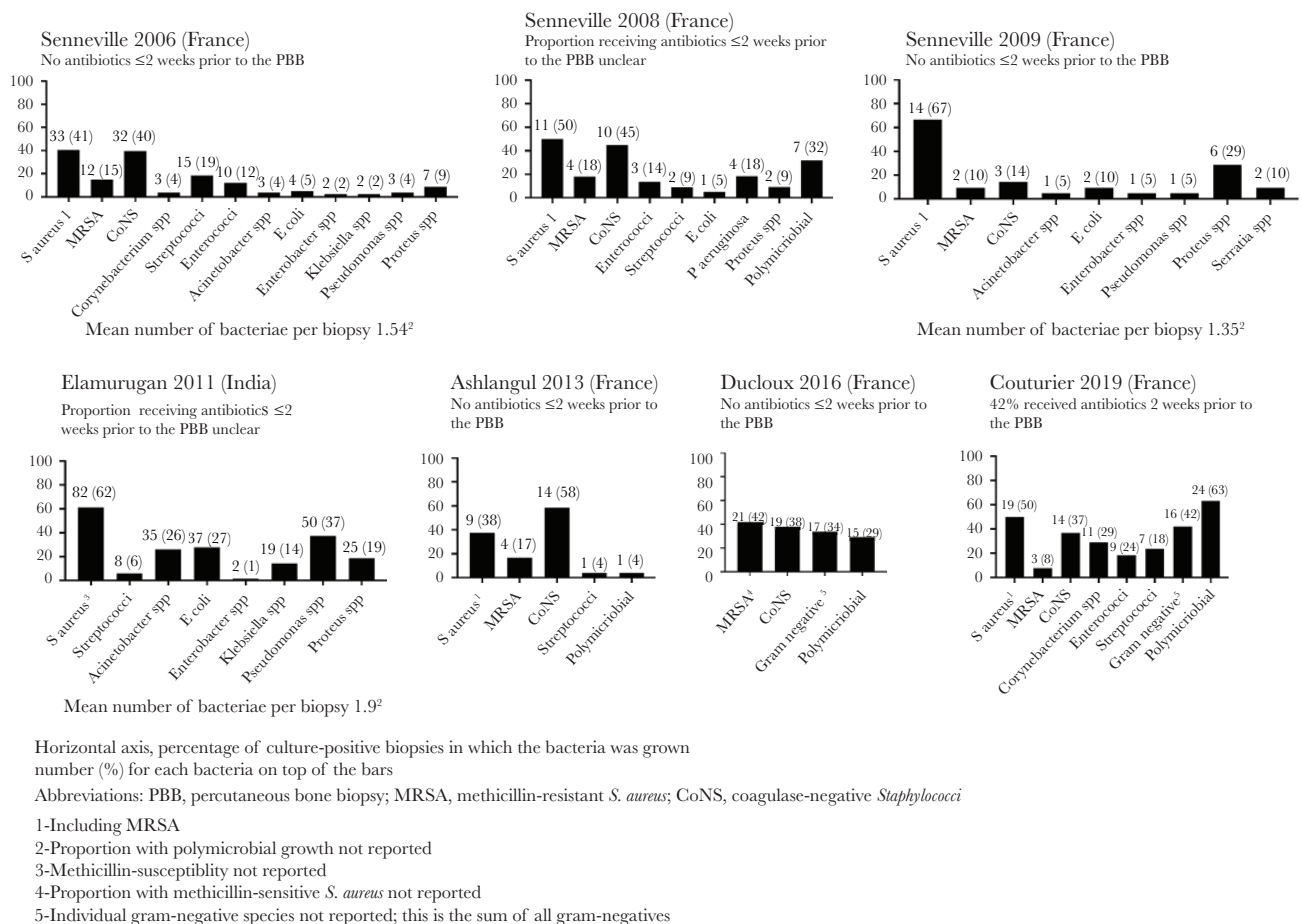 Senneville 2006 (France)
No antibiotics ≤2 weeks prior to the PBB
100
80
60
40
20
0
33 (41)
12 (15)
32 (40)
3 (4)
15 (19)
10 (12)
3 (4)
4 (5)
2 (2)
2 (2)
3 (4)
7 (9)
S aureus 1
MRSA
CoNS
Corynebacterium spp
Streptococci
Enterococci
Acinetobacter spp
E coli
Enterobacter spp
Klebsiella spp
Pseudomonas spp
Proteus spp
Mean number of bacteriae per biopsy 1.54²
Senneville 2008 (France)
Proportion receiving antibiotics ≤2 weeks prior
to the PBB unclear
100
80
60
40
20
0
11 (50)
4 (18)
10 (45)
3 (14)
2 (9)
1 (5)
4 (18)
2 (9)
7 (32)
S aureus 1
MRSA
CoNS
Enterococci
Streptococci
E coli
P aeruginosa
Proteus spp
Polymicrobial
Senneville 2009 (France)
No antibiotics ≤2 weeks prior to the PBB
100
80
60
40
20
0
14 (67)
2 (10)
3 (14)
1 (5)
2 (10)
1 (5)
1 (5)
6 (29)
2 (10)
S aureus 1
MRSA
CoNS
Acinetobacter spp
E coli
Enterobacter spp
Pseudomonas spp
Proteus spp
Serratia spp
Mean number of bacteriae per biopsy 1.35²
Elamurugan 2011 (India)
Proportion receiving antibiotics ≤2
weeks prior to the PBB unclear
100
80
60
40
20
0
82 (62)
8 (6)
35 (26)
37 (27)
2 (1)
19 (14)
50 (37)
25 (19)
S aureus ³
Streptococci
Acinetobacter spp
E coli
Enterobacter spp
Klebsiella spp
Pseudomonas spp
Proteus spp
Mean number of bacteriae per biopsy 1.9²
Ashlangul 2013 (France)
No antibiotics ≤2 weeks prior to
the PBB
100
80
60
40
20
0
9 (38)
4 (17)
14 (58)
1 (4)
1 (4)
S aureus¹
MRSA
CoNS
Streptococci
Polymicriobial
Ducloux 2016 (France)
No antibiotics ≤2 weeks prior to
the PBB
100
80
60
40
20
0
21 (42)
19 (38)
17 (34)
15 (29)
MRSA⁴
CoNS
Gram negative ⁵
Polymicriobial
Couturier 2019 (France)
42% received antibiotics 2 weeks prior to
the PBB
100
80
60
40
20
0
19 (50)
3 (8)
14 (37)
11 (29)
9 (24)
7 (18)
16 (42)
24 (63)
S aureus¹
MRSA
CoNS
Corynebacterium spp
Enterococci
Streptococci
Gram negative⁵
Polymicriobial
Horizontal axis, percentage of culture-positive biopsies in which the bacteria was grown
number (%) for each bacteria on top of the bars
Abbreviations: PBB, percutaneous bone biopsy; MRSA, methicillin-resistant S. aureus; CoNS, coagulase-negative Staphylococci
1-Including MRSA
2-Proportion with polymicrobial growth not reported
3-Methicillin-susceptiblity not reported
4-Proportion with methicillin-sensitive S. aureus not reported
5-Individual gram-negative species not reported; this is the sum of all gram-negatives